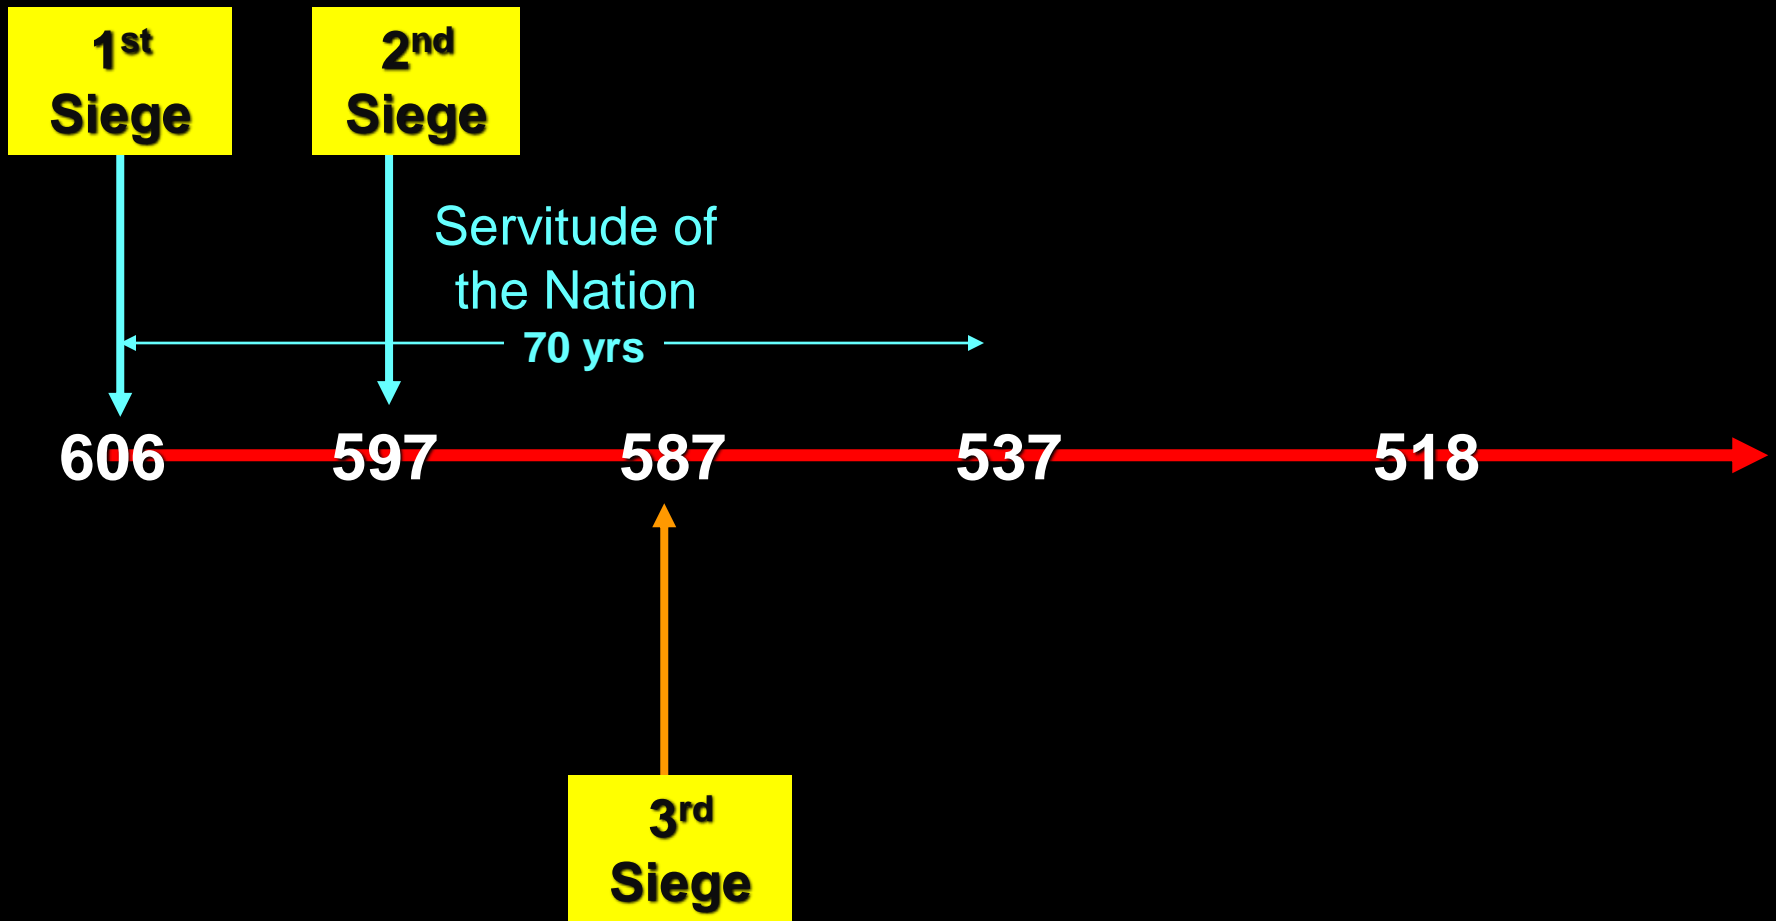 1st
Siege
2nd
Siege
Servitude of
the Nation
70 yrs
606 597 587 537 518
3rd
Siege